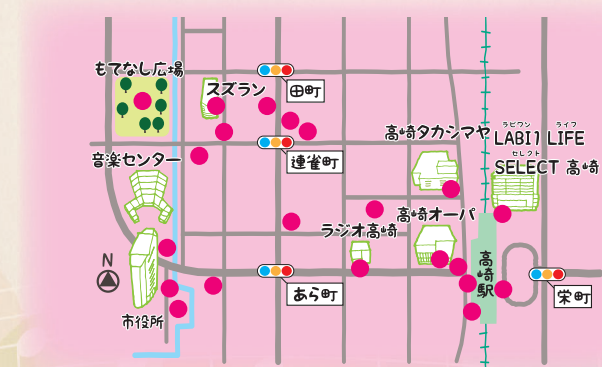 もてなし広場
スズラン
田町
高崎タカシマヤ
ラビワン ライフ
LABI1 LIFE
セレクト
SELECT 高崎
音楽センター
連雀町
高崎オーパ
ラジオ高崎
高崎駅
N
あら町
栄町
市役所